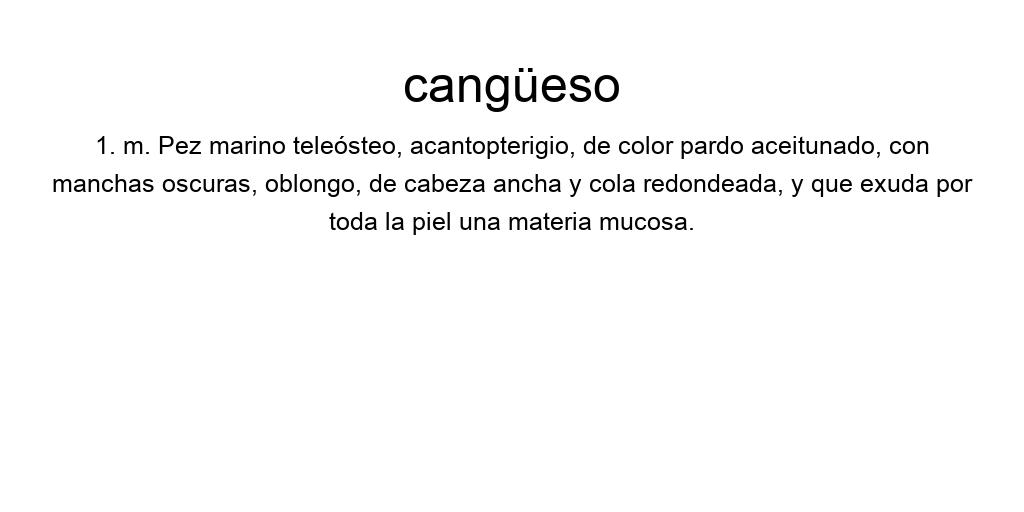 cangüeso
1. m. Pez marino teleósteo, acantopterigio, de color pardo aceitunado, con
manchas oscuras, oblongo, de cabeza ancha y cola redondeada, y que exuda por
toda la piel una materia mucosa.